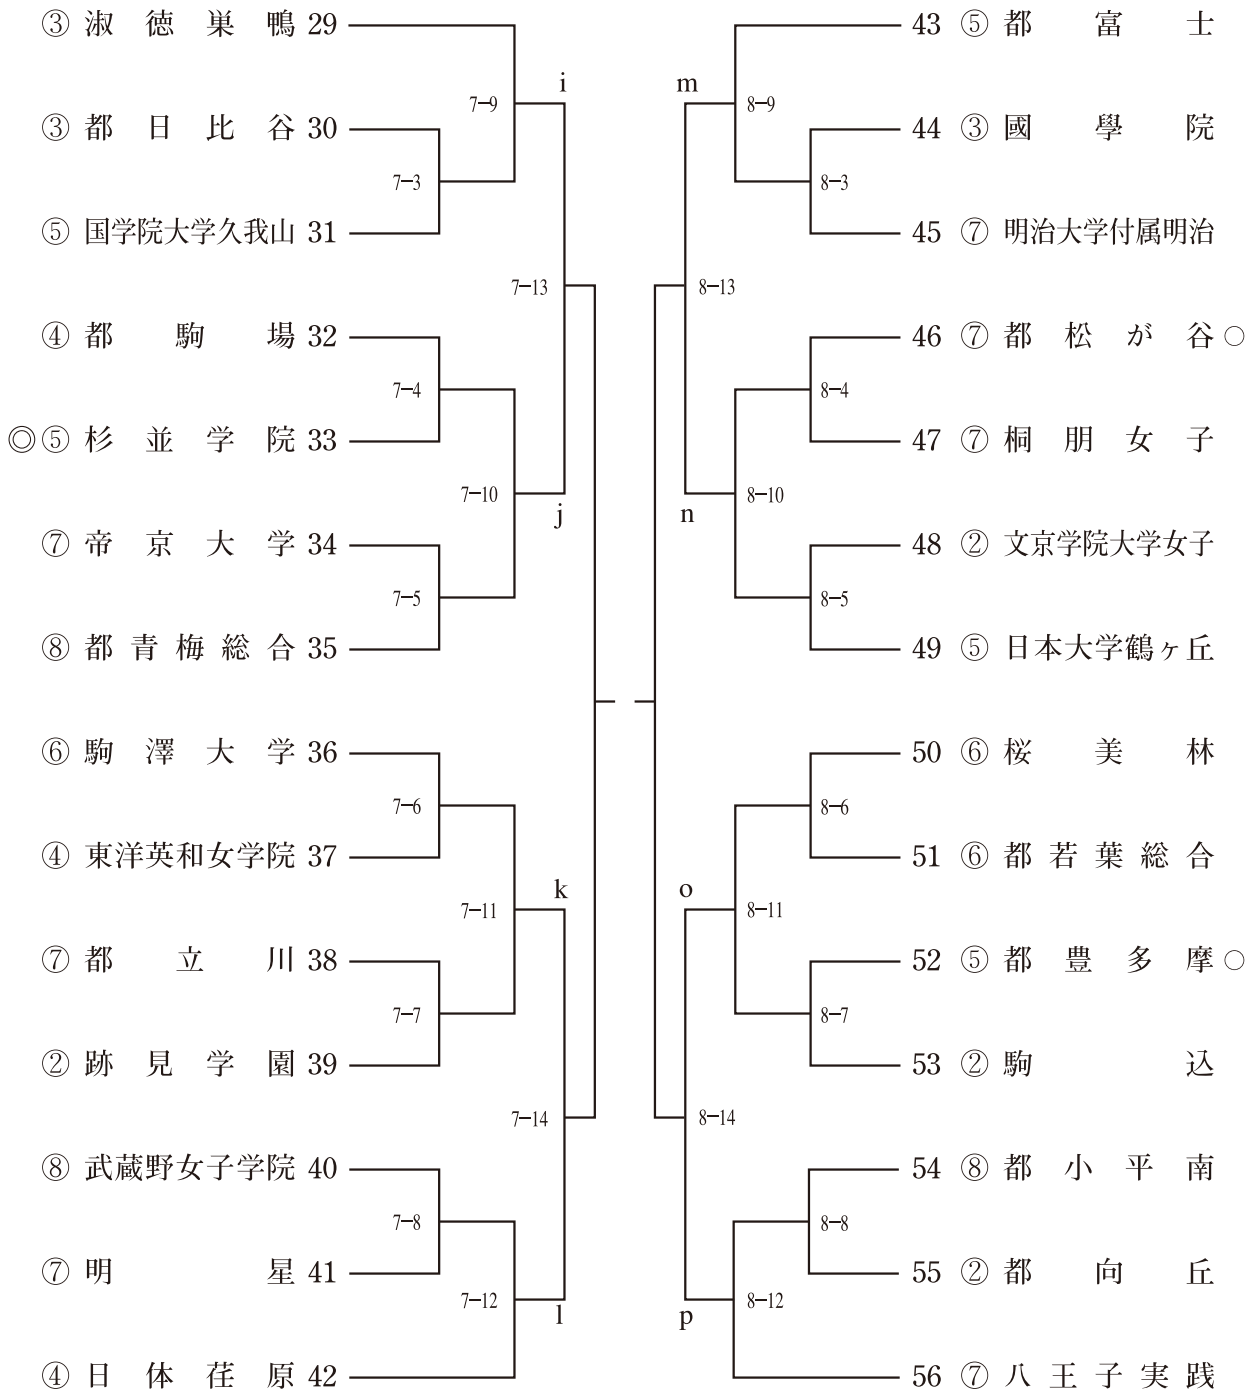 ③ 淑徳巣鴨 29
i
7−9
③ 都日比谷 30
7−3
⑤ 国学院大学久我山 31
7−13
④ 都駒場 32
7−4
◎⑤ 杉並学院 33
7−10
j
⑦ 帝京大学 34
7−5
⑧ 都青梅総合 35
⑥ 駒澤大学 36
7−6
④ 東洋英和女学院 37
k
7−11
⑦ 都立川 38
7−7
② 跡見学園 39
7−14
⑧ 武蔵野女子学院 40
7−8
⑦ 明星 41
7−12
l
④ 日体荏原 42
43 ⑤ 都富士
m
8−9
44 ③ 國學院
8−3
45 ⑦ 明治大学付属明治
8−13
46 ⑦ 都松が谷 ○
8−4
47 ⑦ 桐朋女子
8−10
n
48 ② 文京学院大学女子
8−5
49 ⑤ 日本大学鶴ヶ丘
50 ⑥ 桜美林
8−6
51 ⑥ 都若葉総合
o
8−11
52 ⑤ 都豊多摩 ○
8−7
53 ② 駒込
8−14
54 ⑧ 都小平南
8−8
55 ② 都向丘
8−12
p
56 ⑦ 八王子実践